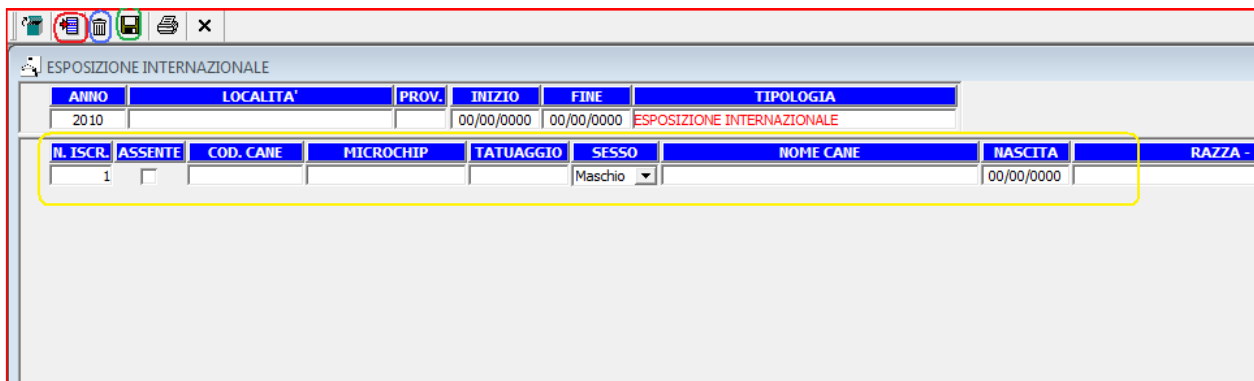 ESPOSIZIONE INTERNAZIONALE
ANNO LOCALITA' PROV. INIZIO FINE TIPOLOGIA
2010 00/00/0000 00/00/0000 ESPOSIZIONE INTERNAZIONALE
N. ISCR. ASSENTE COD. CANE MICROCHIP TATUAGGIO SESSO NOME CANE NASCITA RAZZA -
1 Maschio 00/00/0000